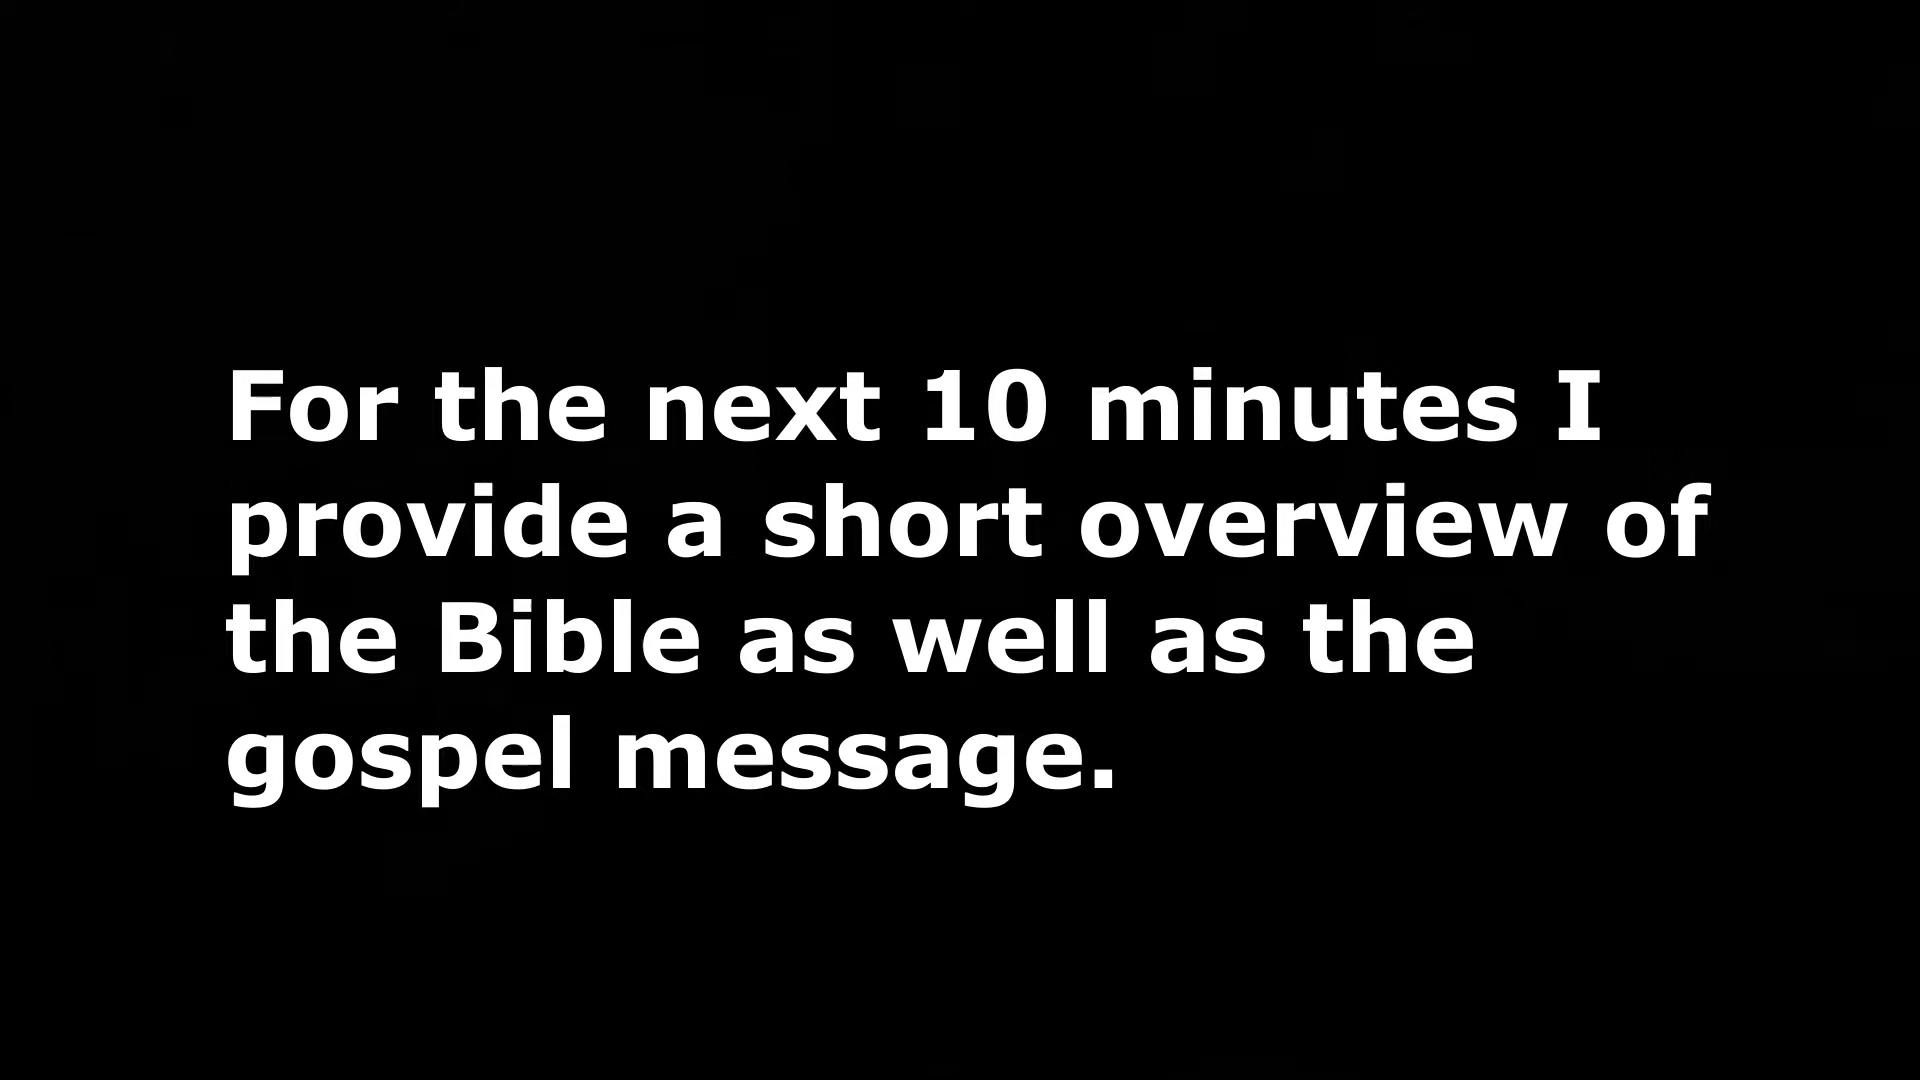 For the next 10 minutes I
provide a short overview of
the Bible as well as the
gospel message.